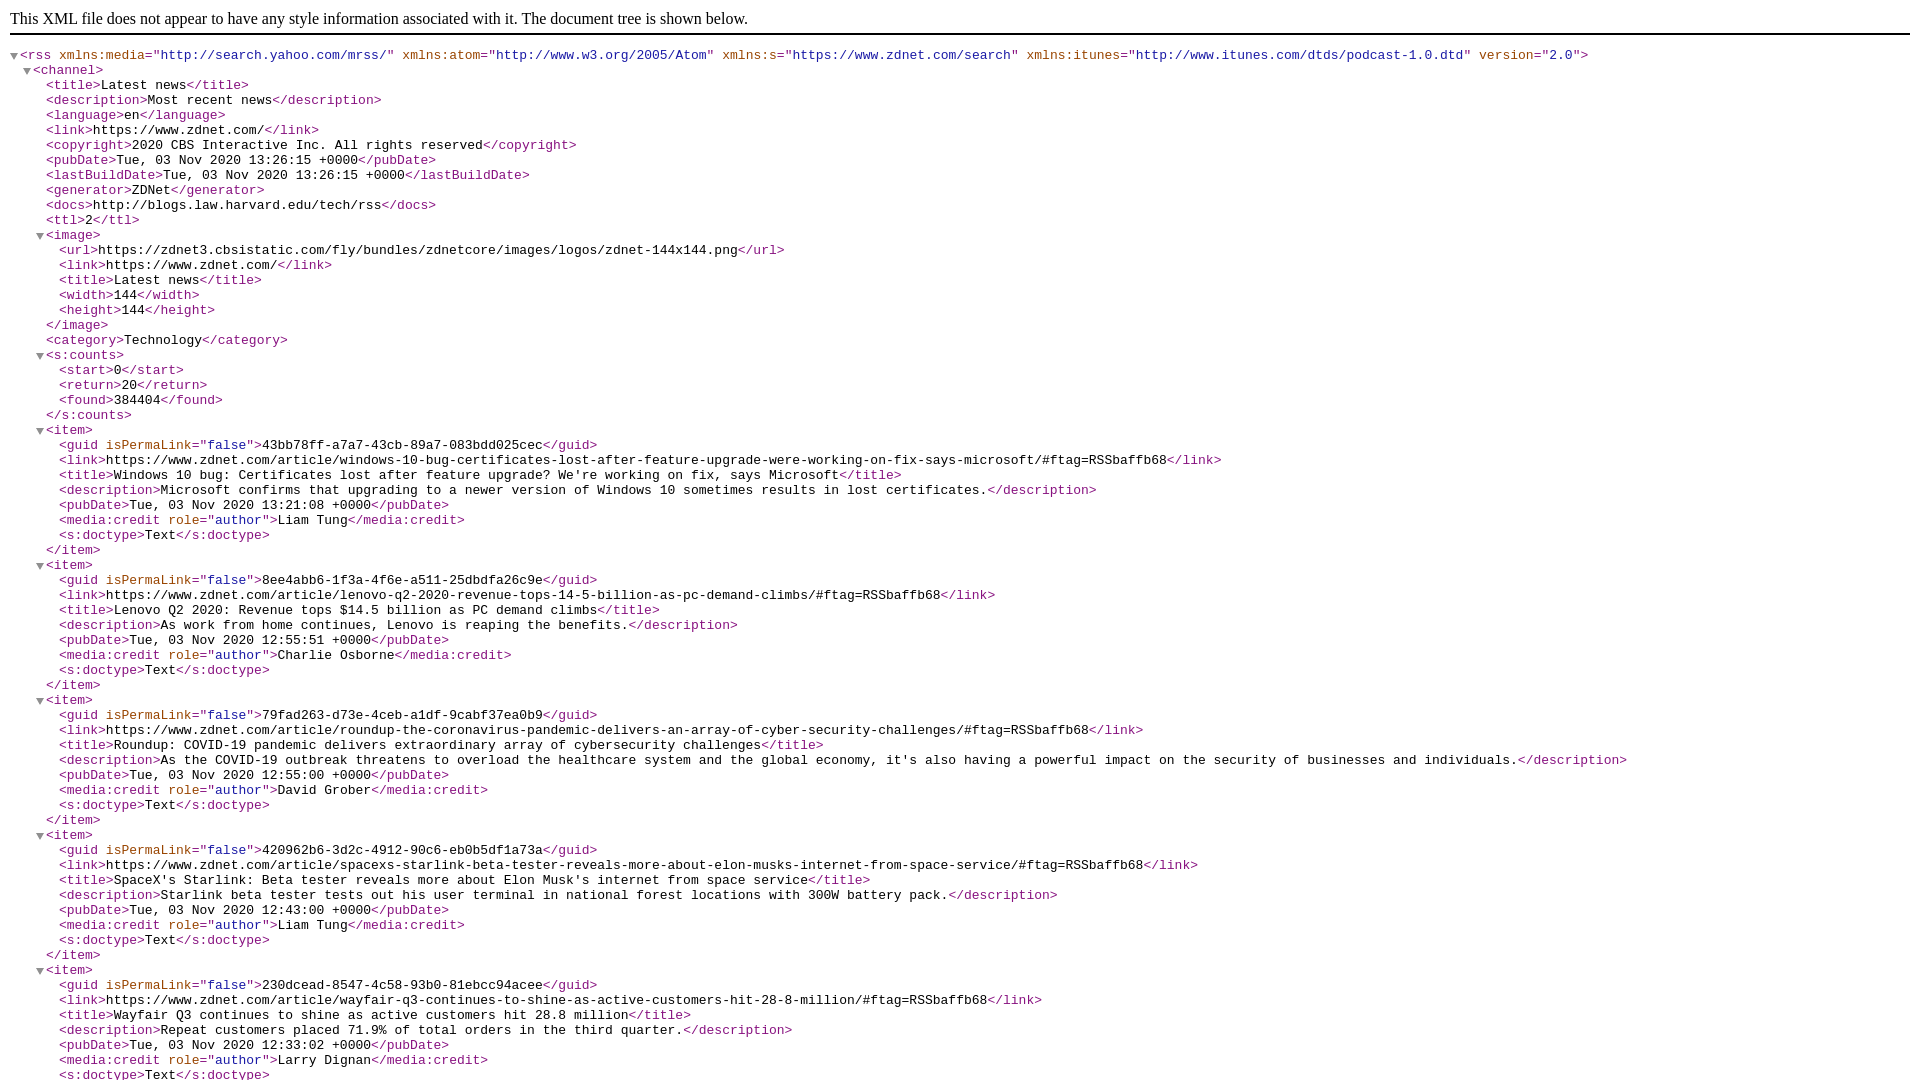 This XML file does not appear to have any style information associated with it. The document tree is shown below.
<rss xmlns:media="http://search.yahoo.com/mrss/" xmlns:atom="http://www.w3.org/2005/Atom" xmlns:s="https://www.zdnet.com/search" xmlns:itunes="http://www.itunes.com/dtds/podcast-1.0.dtd" version="2.0">
<channel>
<title>Latest news</title>
<description>Most recent news</description>
<language>en</language>
<link>https://www.zdnet.com/</link>
<copyright>2020 CBS Interactive Inc. All rights reserved</copyright>
<pubDate>Tue, 03 Nov 2020 13:26:15 +0000</pubDate>
<lastBuildDate>Tue, 03 Nov 2020 13:26:15 +0000</lastBuildDate>
<generator>ZDNet</generator>
<docs>http://blogs.law.harvard.edu/tech/rss</docs>
<ttl>2</ttl>
<image>
<url>https://zdnet3.cbsistatic.com/fly/bundles/zdnetcore/images/logos/zdnet-144x144.png</url>
<link>https://www.zdnet.com/</link>
<title>Latest news</title>
<width>144</width>
<height>144</height>
</image>
<category>Technology</category>
<s:counts>
<start>0</start>
<return>20</return>
<found>384404</found>
</s:counts>
<item>
<guid isPermaLink="false">43bb78ff-a7a7-43cb-89a7-083bdd025cec</guid>
<link>https://www.zdnet.com/article/windows-10-bug-certificates-lost-after-feature-upgrade-were-working-on-fix-says-microsoft/#ftag=RSSbaffb68</link>
<title>Windows 10 bug: Certificates lost after feature upgrade? We're working on fix, says Microsoft</title>
<description>Microsoft confirms that upgrading to a newer version of Windows 10 sometimes results in lost certificates.</description>
<pubDate>Tue, 03 Nov 2020 13:21:08 +0000</pubDate>
<media:credit role="author">Liam Tung</media:credit>
<s:doctype>Text</s:doctype>
</item>
<item>
<guid isPermaLink="false">8ee4abb6-1f3a-4f6e-a511-25dbdfa26c9e</guid>
<link>https://www.zdnet.com/article/lenovo-q2-2020-revenue-tops-14-5-billion-as-pc-demand-climbs/#ftag=RSSbaffb68</link>
<title>Lenovo Q2 2020: Revenue tops $14.5 billion as PC demand climbs</title>
<description>As work from home continues, Lenovo is reaping the benefits.</description>
<pubDate>Tue, 03 Nov 2020 12:55:51 +0000</pubDate>
<media:credit role="author">Charlie Osborne</media:credit>
<s:doctype>Text</s:doctype>
</item>
<item>
<guid isPermaLink="false">79fad263-d73e-4ceb-a1df-9cabf37ea0b9</guid>
<link>https://www.zdnet.com/article/roundup-the-coronavirus-pandemic-delivers-an-array-of-cyber-security-challenges/#ftag=RSSbaffb68</link>
<title>Roundup: COVID-19 pandemic delivers extraordinary array of cybersecurity challenges</title>
<description>As the COVID-19 outbreak threatens to overload the healthcare system and the global economy, it's also having a powerful impact on the security of businesses and individuals.</description>
<pubDate>Tue, 03 Nov 2020 12:55:00 +0000</pubDate>
<media:credit role="author">David Grober</media:credit>
<s:doctype>Text</s:doctype>
</item>
<item>
<guid isPermaLink="false">420962b6-3d2c-4912-90c6-eb0b5df1a73a</guid>
<link>https://www.zdnet.com/article/spacexs-starlink-beta-tester-reveals-more-about-elon-musks-internet-from-space-service/#ftag=RSSbaffb68</link>
<title>SpaceX's Starlink: Beta tester reveals more about Elon Musk's internet from space service</title>
<description>Starlink beta tester tests out his user terminal in national forest locations with 300W battery pack.</description>
<pubDate>Tue, 03 Nov 2020 12:43:00 +0000</pubDate>
<media:credit role="author">Liam Tung</media:credit>
<s:doctype>Text</s:doctype>
</item>
<item>
<guid isPermaLink="false">230dcead-8547-4c58-93b0-81ebcc94acee</guid>
<link>https://www.zdnet.com/article/wayfair-q3-continues-to-shine-as-active-customers-hit-28-8-million/#ftag=RSSbaffb68</link>
<title>Wayfair Q3 continues to shine as active customers hit 28.8 million</title>
<description>Repeat customers placed 71.9% of total orders in the third quarter.</description>
<pubDate>Tue, 03 Nov 2020 12:33:02 +0000</pubDate>
<media:credit role="author">Larry Dignan</media:credit>
<s:doctype>Text</s:doctype>